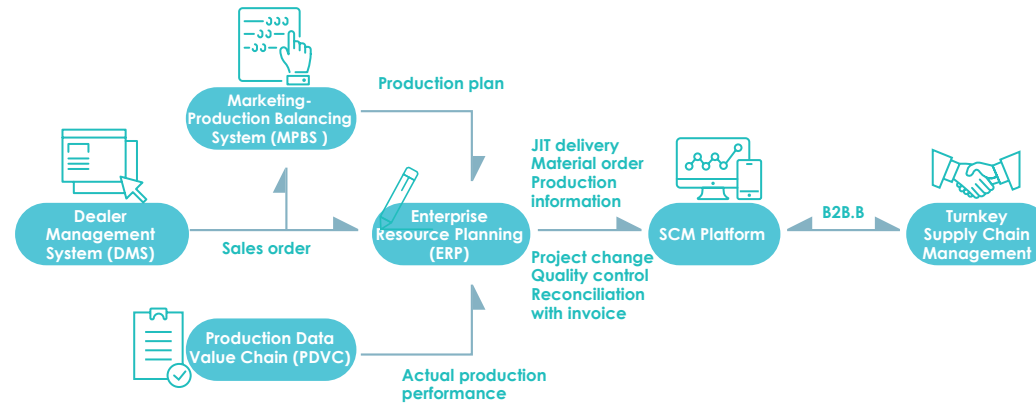 Production plan
Marketing-
Production Balancing
System (MPBS )
JIT delivery
Material order
Production
information
Dealer
Management
System (DMS)
Sales order
Enterprise
Resource Planning
(ERP)
SCM Platform
B2B.B
Turnkey
Supply Chain
Management
Project change
Quality control
Reconciliation
with invoice
Production Data
Value Chain (PDVC)
Actual production
performance